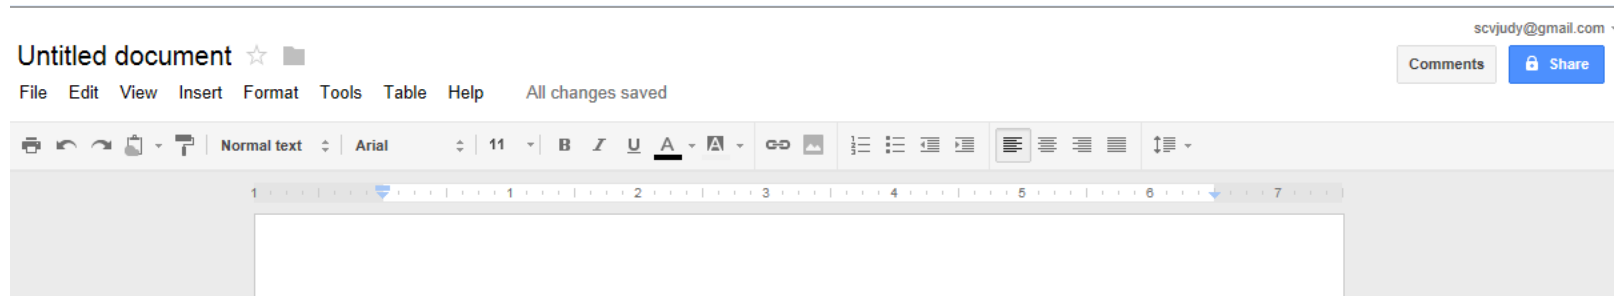 scvjudy@gmail.com
Untitled document
Comments
Share
File Edit View Insert Format Tools Table Help All changes saved
Normal text Arial 11 B I U A A
1 1 2 3 4 5 6 7